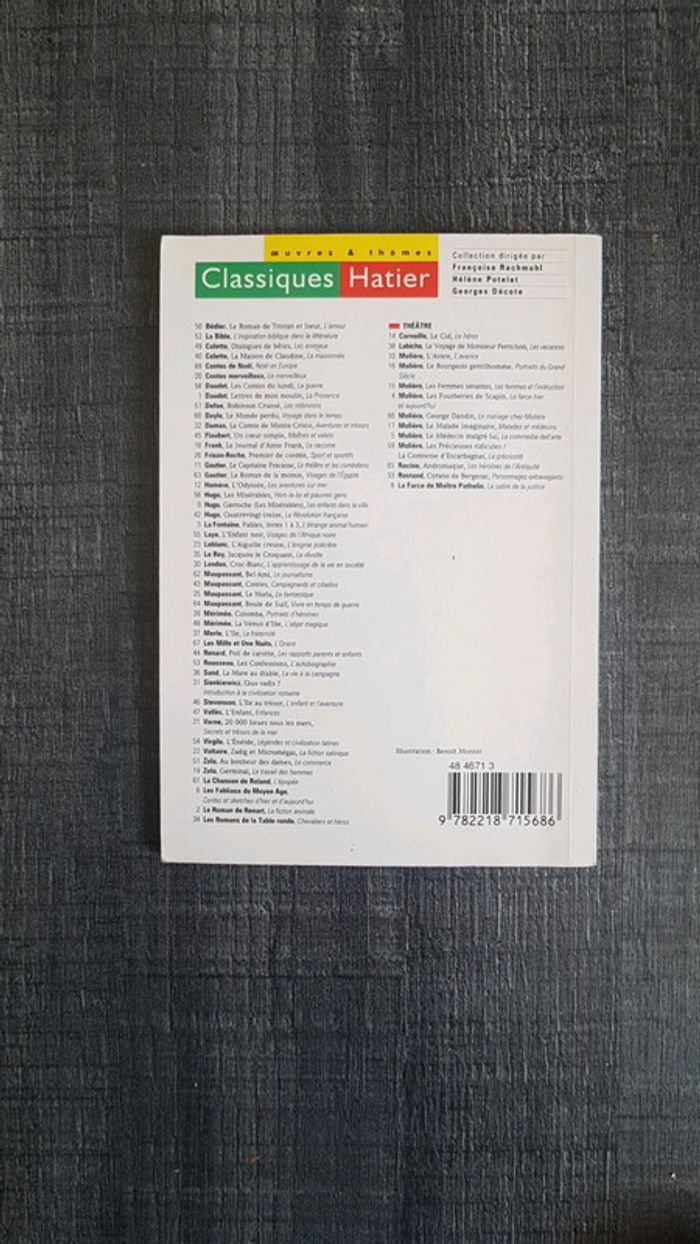 œuvres & thèmes
Classiques Hatier
Collection dirigée par
Françoise Rachmuhl
Hélène Potelet
Georges Décote
50 Bédier, Le Roman de Tristan et Iseut, L'amour
52 La Bible, L'inspiration biblique dans la littérature
49 Colette, Dialogues de bêtes, Les animaux
40 Colette, La Maison de Claudine, La maisonnée
69 Contes de Noël, Noël en Europe
20 Contes merveilleux, Le merveilleux
58 Daudet, Les Contes du lundi, La guerre
1 Daudet, Lettres de mon moulin, La Provence
57 Defoe, Robinson Crusoé, Les robinsons
60 Doyle, Le Monde perdu, Voyage dans le temps
32 Dumas, Le Comte de Monte-Cristo, Aventures et trésors
45 Flaubert, Un cœur simple, Maîtres et valets
18 Frank, Le Journal d'Anne Frank, Le racisme
26 Frison-Roche, Premier de cordée, Sport et sportifs
11 Gautier, Le Capitaine Fracasse, Le théâtre et les comédiens
63 Gautier, Le Roman de la momie, Visages de l'Égypte
12 Homère, L'Odyssée, Les aventures sur mer
56 Hugo, Les Misérables, Hors-la-loi et pauvres gens
9 Hugo, Gavroche (Les Misérables), Les enfants dans la ville
42 Hugo, Quatrevingt-treize, La Révolution française
3 La Fontaine, Fables, livres 1 à 3, L'étrange animal humain
55 Laye, L'Enfant noir, Visages de l'Afrique noire
23 Leblanc, L'Aiguille creuse, L'énigme policière
35 Le Roy, Jacquou le Croquant, La révolte
30 London, Croc-Blanc, L'apprentissage de la vie en société
62 Maupassant, Bel-Ami, Le journalisme
43 Maupassant, Contes, Campagnards et citadins
25 Maupassant, Le Horla, Le fantastique
64 Maupassant, Boule de Suif, Vivre en temps de guerre
39 Mérimée, Colomba, Portraits d'héroïnes
48 Mérimée, La Vénus d'Ille, L'objet magique
37 Merle, L'Ile, La fraternité
67 Les Mille et Une Nuits, L'Orient
44 Renard, Poil de carotte, Les rapports parents et enfants
53 Rousseau, Les Confessions, L'autobiographie
36 Sand, La Mare au diable, La vie à la campagne
31 Sienkiewicz, Quo vadis ?
Introduction à la civilisation romaine
46 Stevenson, L'Ile au trésor, L'enfant et l'aventure
47 Vallès, L'Enfant, Enfances
21 Verne, 20 000 lieues sous les mers,
Secrets et trésors de la mer
54 Virgile, L'Énéide, Légendes et civilisation latines
22 Voltaire, Zadig et Micromégas, La fiction satirique
51 Zola, Au bonheur des dames, Le commerce
19 Zola, Germinal, Le travail des hommes
61 La Chanson de Roland, L'épopée
6 Les Fabliaux du Moyen Age,
Contes et sketches d'hier et d'aujourd'hui
2 Le Roman de Renart, La fiction animale
34 Les Romans de la Table ronde, Chevaliers et héros
THÉÂTRE
14 Corneille, Le Cid, Le héros
38 Labiche, Le Voyage de Monsieur Perrichon, Les vacances
10 Molière, L'Avare, L'avarice
16 Molière, Le Bourgeois gentilhomme, Portraits du Grand
Siècle
15 Molière, Les Femmes savantes, Les femmes et l'instruction
4 Molière, Les Fourberies de Scapin, La farce hier
et aujourd'hui
66 Molière, George Dandin, Le mariage chez Molière
17 Molière, Le Malade imaginaire, Malades et médecins
5 Molière, Le Médecin malgré lui, La commedia dell'arte
59 Molière, Les Précieuses ridicules /
La Comtesse d'Escarbagnas, La préciosité
65 Racine, Andromaque, Les héroïnes de l'Antiquité
33 Rostand, Cyrano de Bergerac, Personnages extravagants
8 La Farce de Maître Pathelin, La satire de la justice
Illustration : Benoît Montet
48 4671 3
9 782218 715686